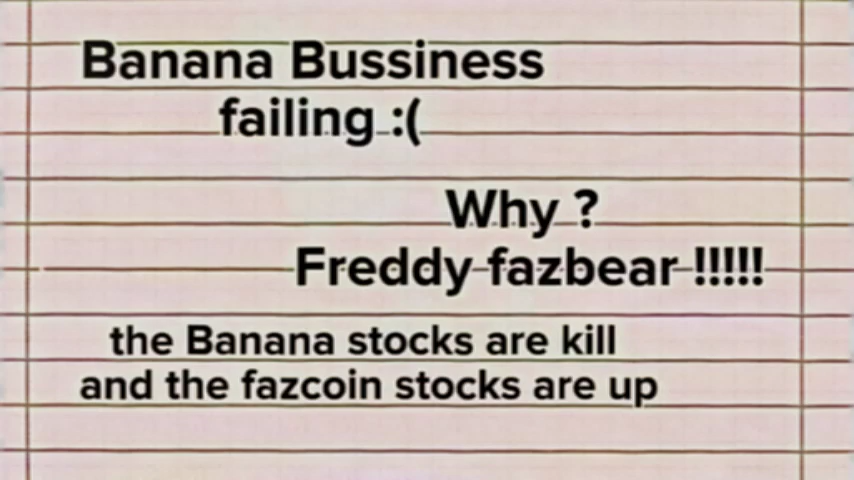 Banana Bussiness
failing :(
Why ?
Freddy fazbear !!!!!
the Banana stocks are kill
and the fazcoin stocks are up